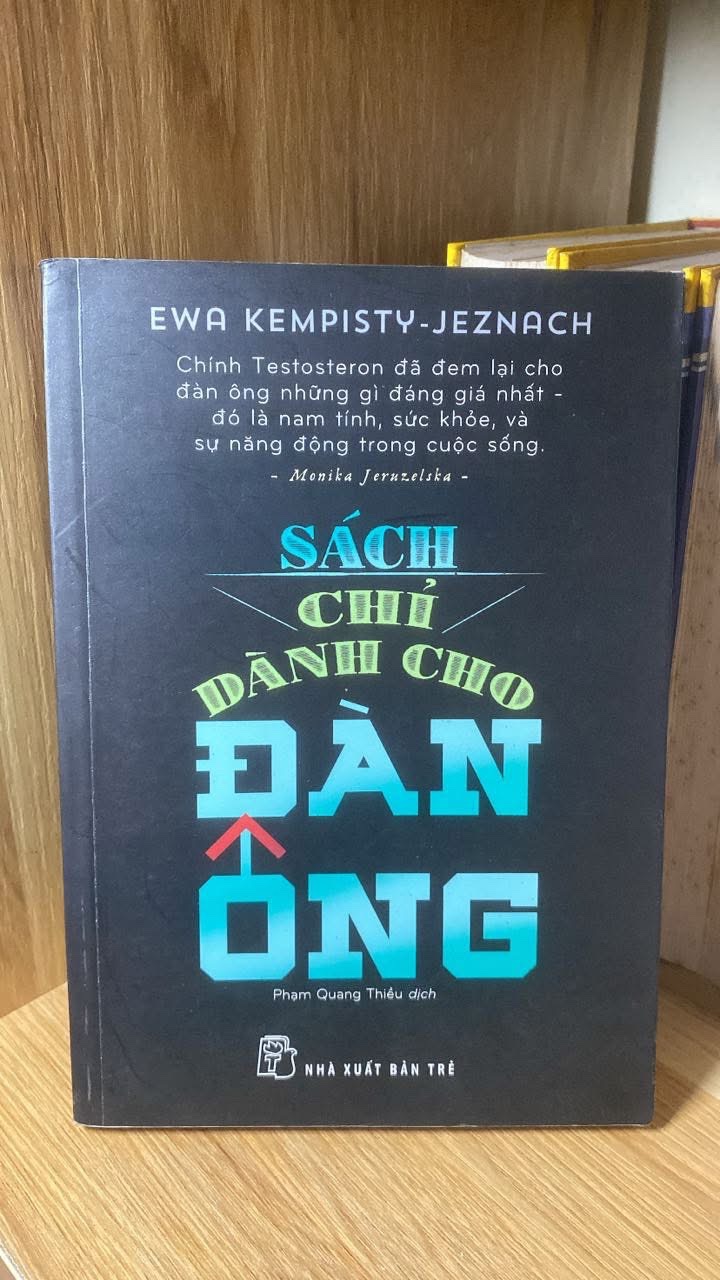 EWA KEMPISTY-JEZNACH
Chính Testosteron đã đem lại cho
đàn ông những gì đáng giá nhất -
đó là nam tính, sức khỏe, và
sự năng động trong cuộc sống.
- Monika Jeruzelska -
SÁCH
CHỈ
DÀNH CHO
ĐÀN
ÔNG
Phạm Quang Thiều dịch
NHÀ XUẤT BẢN TRẺ